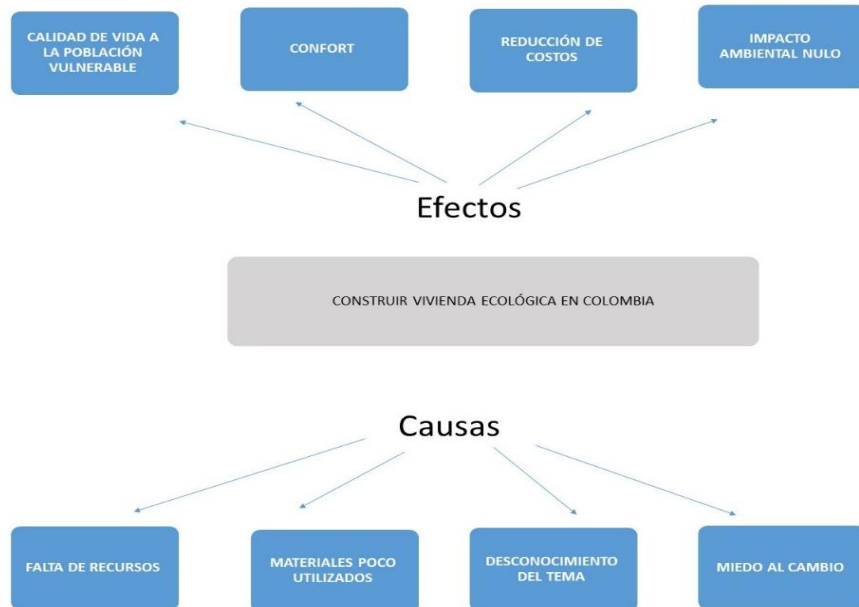 CALIDAD DE VIDA A
LA POBLACIÓN
VULNERABLE
CONFORT
REDUCCIÓN DE
COSTOS
IMPACTO
AMBIENTAL NULO
Efectos
CONSTRUIR VIVIENDA ECOLÓGICA EN COLOMBIA
Causas
FALTA DE RECURSOS
MATERIALES POCO
UTILIZADOS
DESCONOCIMIENTO
DEL TEMA
MIEDO AL CAMBIO